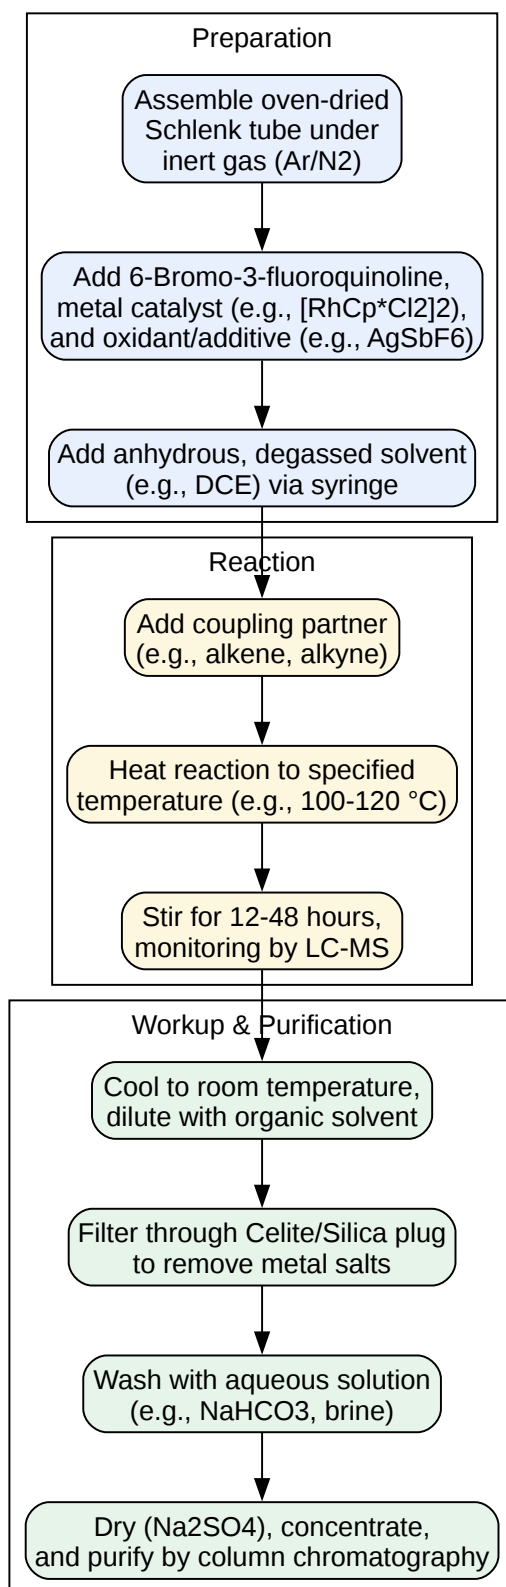 Preparation
Assemble oven-dried
Schlenk tube under
inert gas (Ar/N2)
Add 6-Bromo-3-fluoroquinoline,
metal catalyst (e.g., [RhCp*Cl2]2),
and oxidant/additive (e.g., AgSbF6)
Add anhydrous, degassed solvent
(e.g., DCE) via syringe
Reaction
Add coupling partner
(e.g., alkene, alkyne)
Heat reaction to specified
temperature (e.g., 100-120 °C)
Stir for 12-48 hours,
monitoring by LC-MS
Workup & Purification
Cool to room temperature,
dilute with organic solvent
Filter through Celite/Silica plug
to remove metal salts
Wash with aqueous solution
(e.g., NaHCO3, brine)
Dry (Na2SO4), concentrate,
and purify by column chromatography